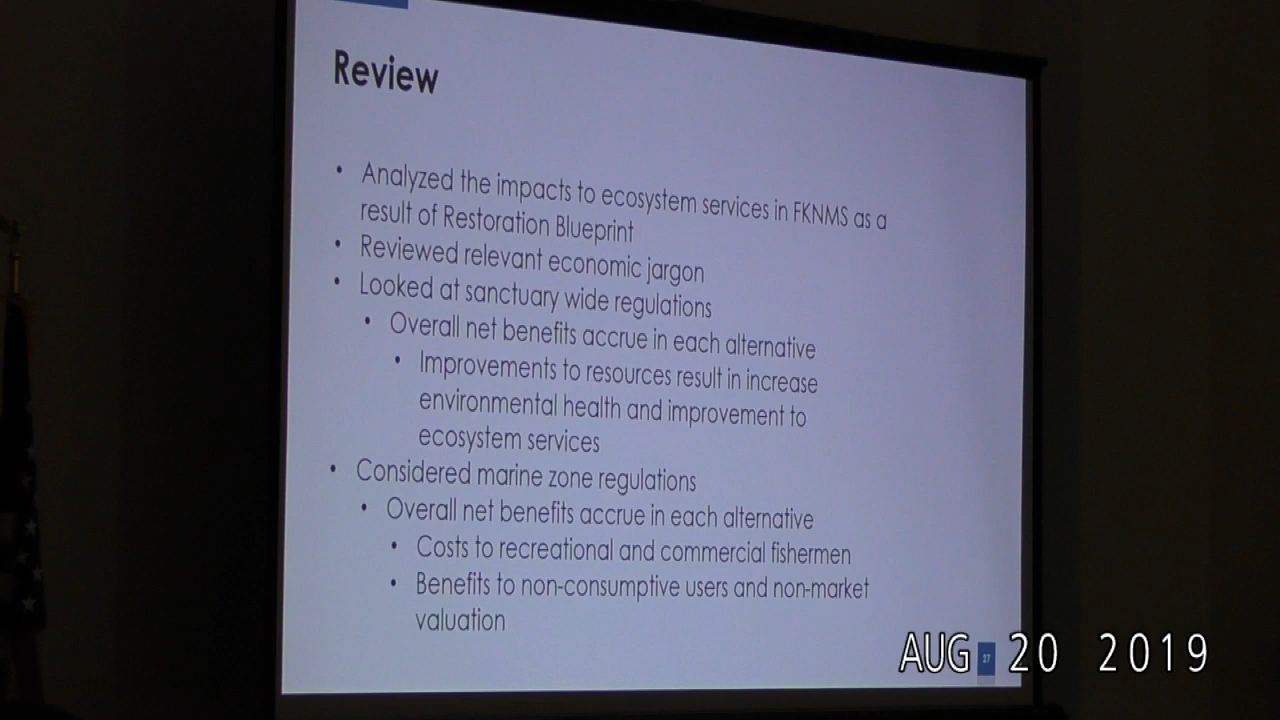 Review
• Analyzed the impacts to ecosystem services in FKNMS as a
result of Restoration Blueprint
• Reviewed relevant economic jargon
• Looked at sanctuary wide regulations
• Overall net benefits accrue in each alternative
• Improvements to resources result in increase
environmental health and improvement to
ecosystem services
• Considered marine zone regulations
• Overall net benefits accrue in each alternative
• Costs to recreational and commercial fishermen
• Benefits to non-consumptive users and non-market
valuation
27
AUG 20 2019